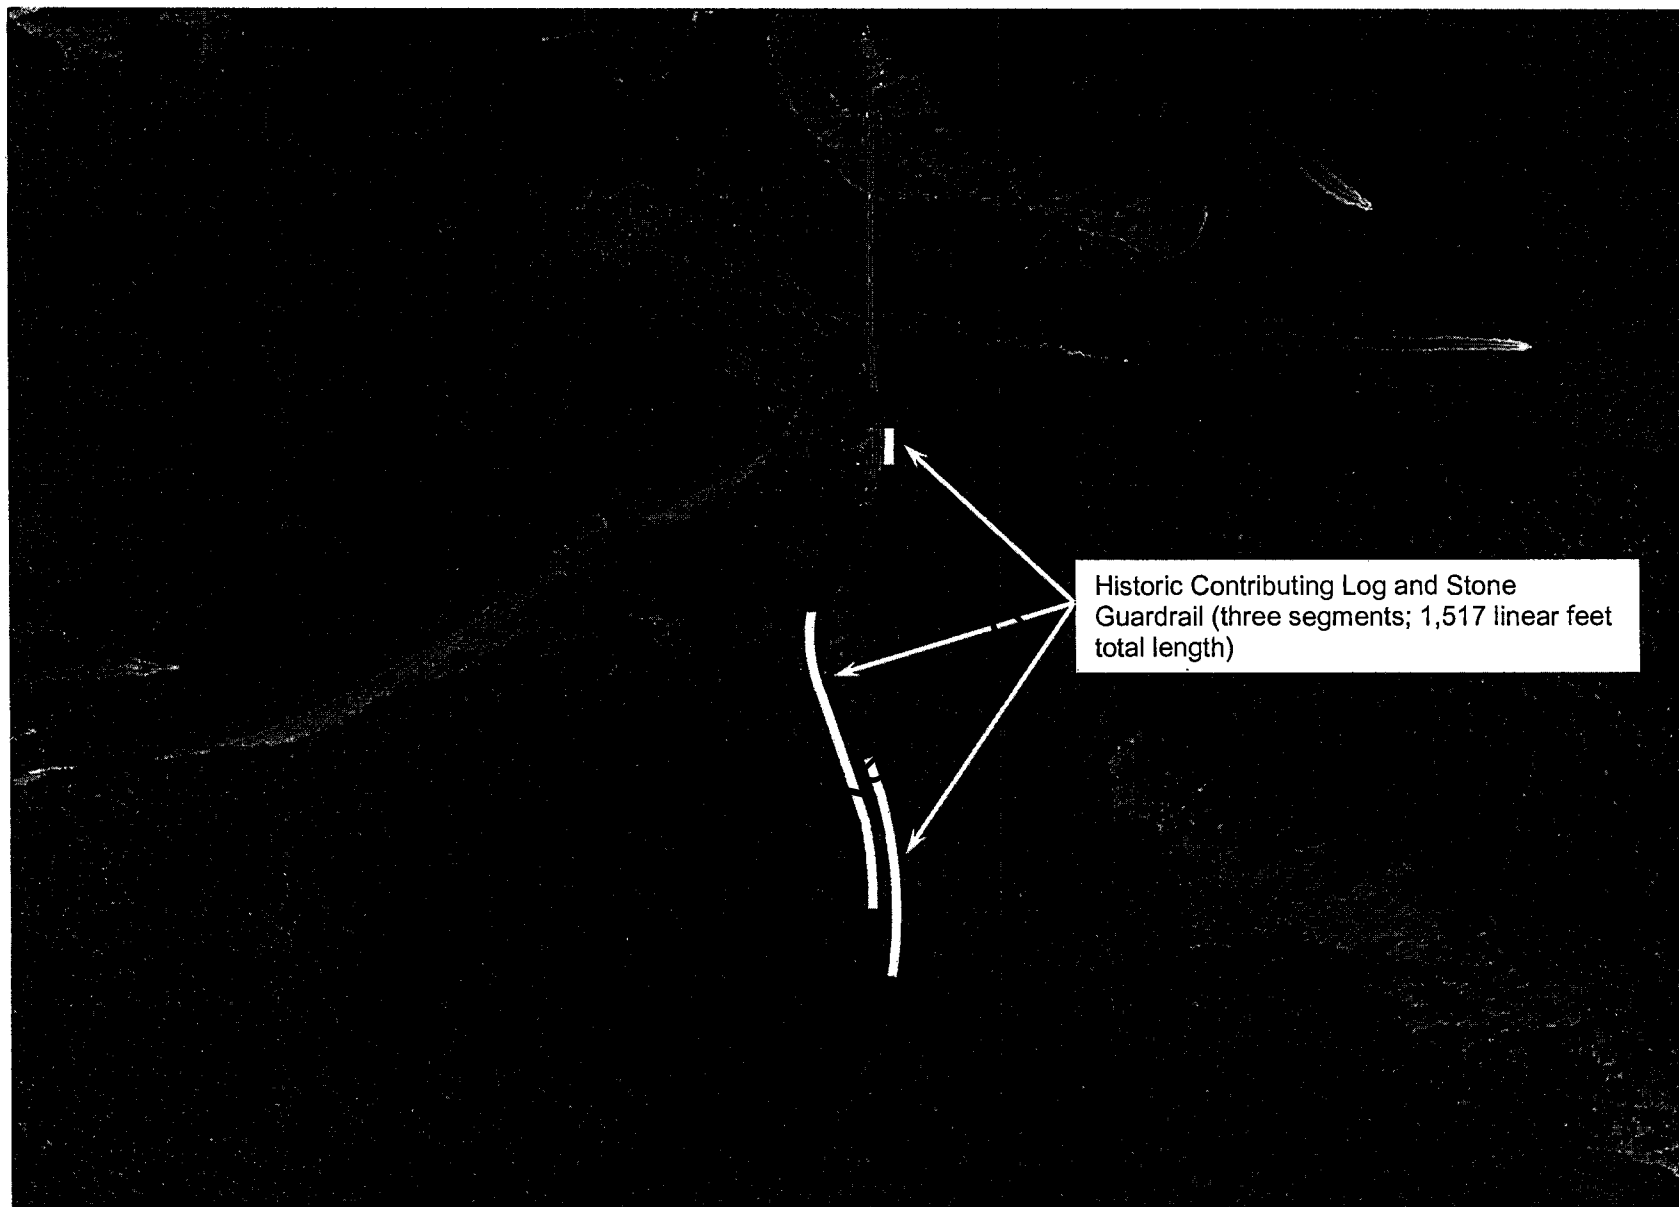 Historic Contributing Log and Stone
Guardrail (three segments; 1,517 linear feet
total length)